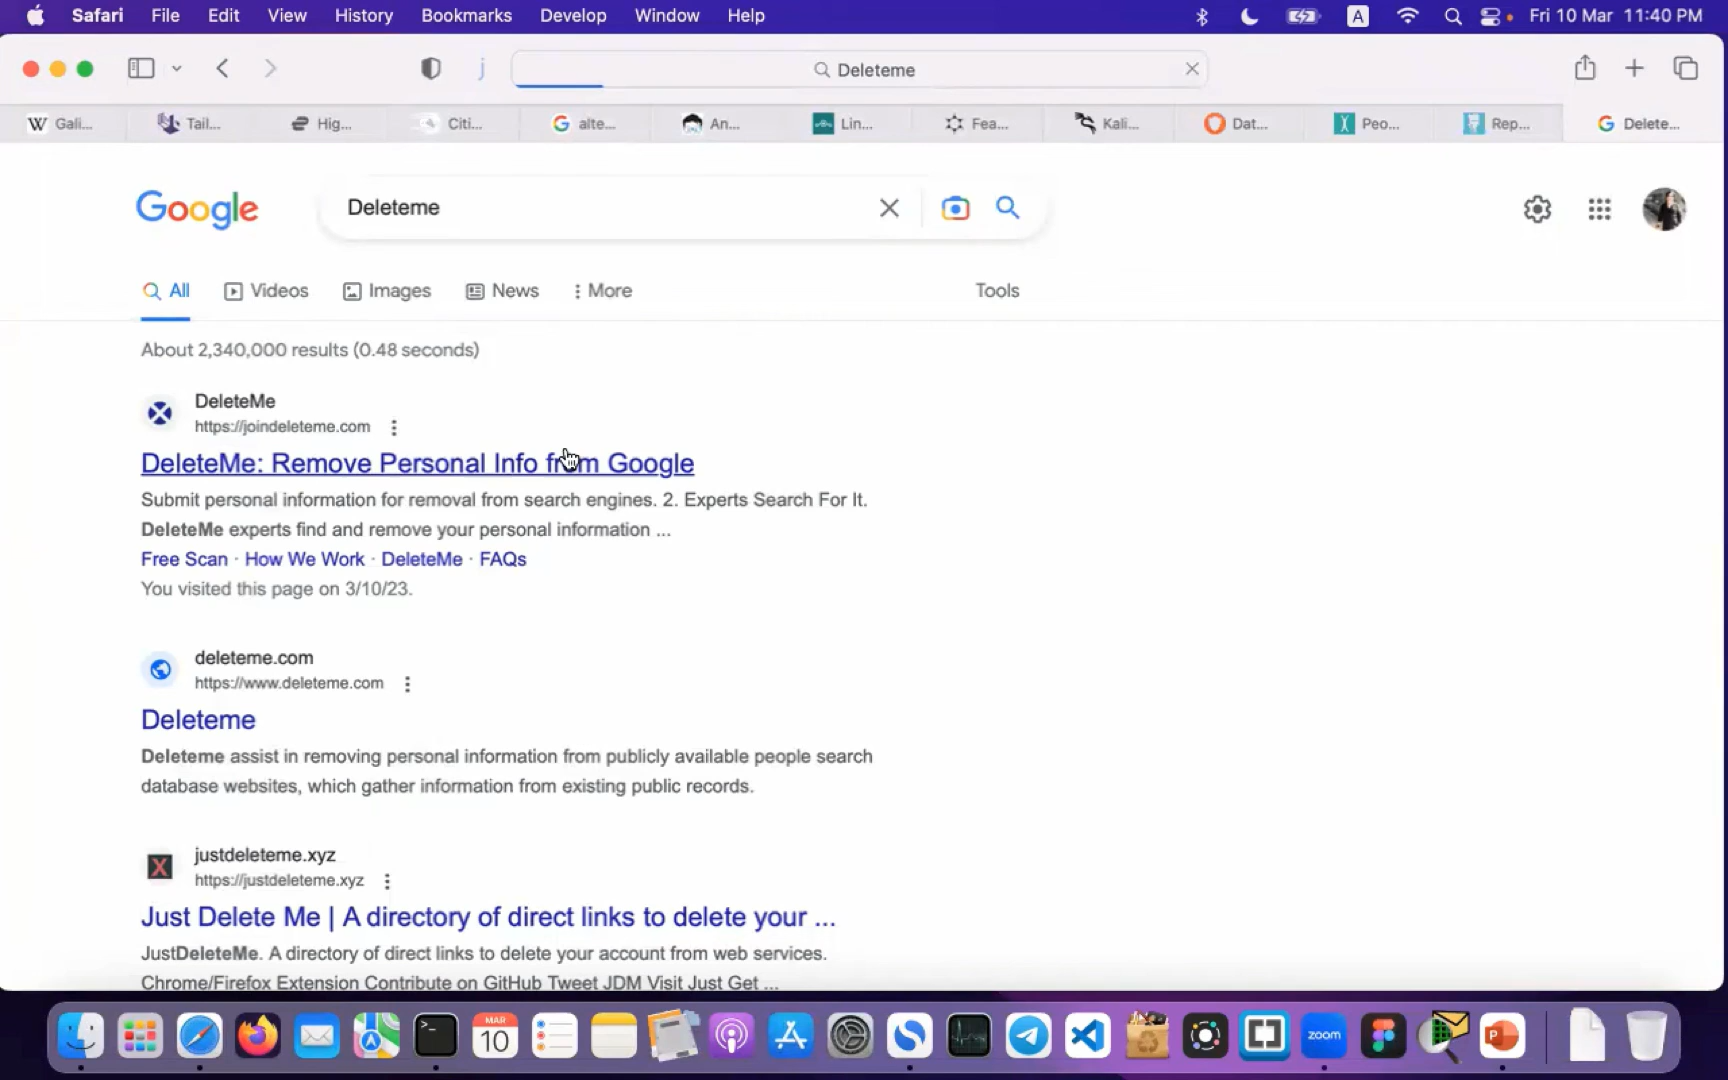 Safari File Edit View History Bookmarks Develop Window Help A Fri 10 Mar 11:40 PM
j Deleteme
W Gali... Tail... Hig... Citi... G alte... An... Lin... Fea... Kali... Dat... Peo... Rep... G Delete...
Google Deleteme
All Videos Images News More Tools
About 2,340,000 results (0.48 seconds)
DeleteMe
https://joindeleteme.com
DeleteMe: Remove Personal Info from Google
Submit personal information for removal from search engines. 2. Experts Search For It.
DeleteMe experts find and remove your personal information ...
Free Scan · How We Work · DeleteMe · FAQs
You visited this page on 3/10/23.
deleteme.com
https://www.deleteme.com
Deleteme
Deleteme assist in removing personal information from publicly available people search
database websites, which gather information from existing public records.
X justdeleteme.xyz
https://justdeleteme.xyz
Just Delete Me | A directory of direct links to delete your ...
JustDeleteMe. A directory of direct links to delete your account from web services.
Chrome/Firefox Extension Contribute on GitHub Tweet JDM Visit Just Get ...
MAR
10
zoom
P